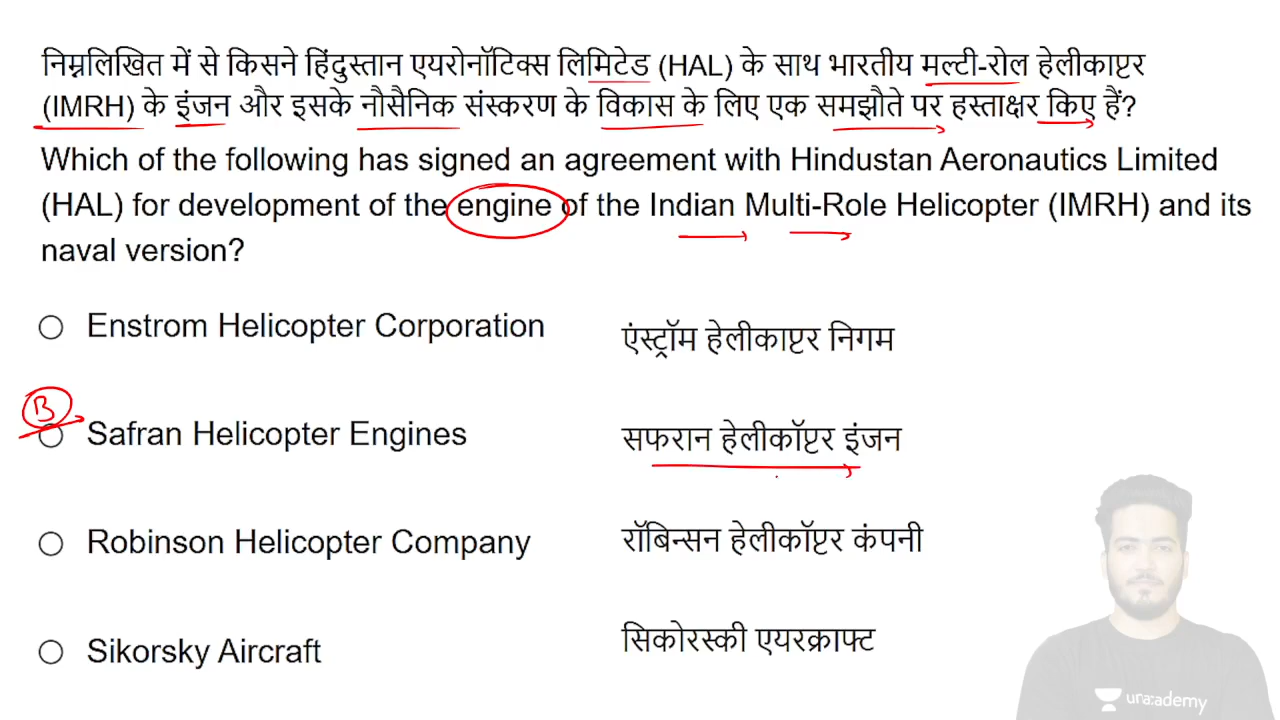 निम्नलिखित में से किसने हिंदुस्तान एयरोनॉटिक्स लिमिटेड (HAL) के साथ भारतीय मल्टी-रोल हेलीकाप्टर
(IMRH) के इंजन और इसके नौसैनिक संस्करण के विकास के लिए एक समझौते पर हस्ताक्षर किए हैं?
Which of the following has signed an agreement with Hindustan Aeronautics Limited
(HAL) for development of the engine of the Indian Multi-Role Helicopter (IMRH) and its
naval version?
Enstrom Helicopter Corporation एंस्ट्रॉम हेलीकाप्टर निगम
B
Safran Helicopter Engines सफरान हेलीकॉप्टर इंजन
Robinson Helicopter Company रॉबिन्सन हेलीकॉप्टर कंपनी
Sikorsky Aircraft सिकोरस्की एयरक्राफ्ट
unacademy